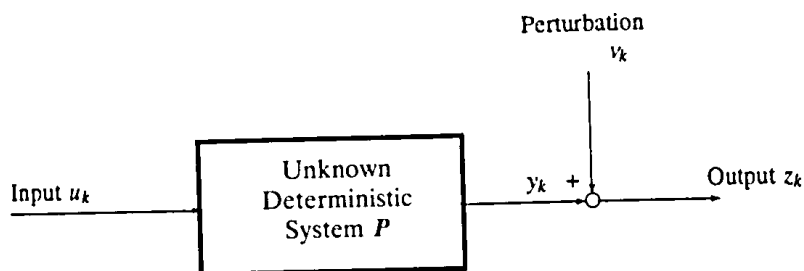 Perturbation
v_k
Unknown
Deterministic
System P
Input u_k
y_k +
Output z_k